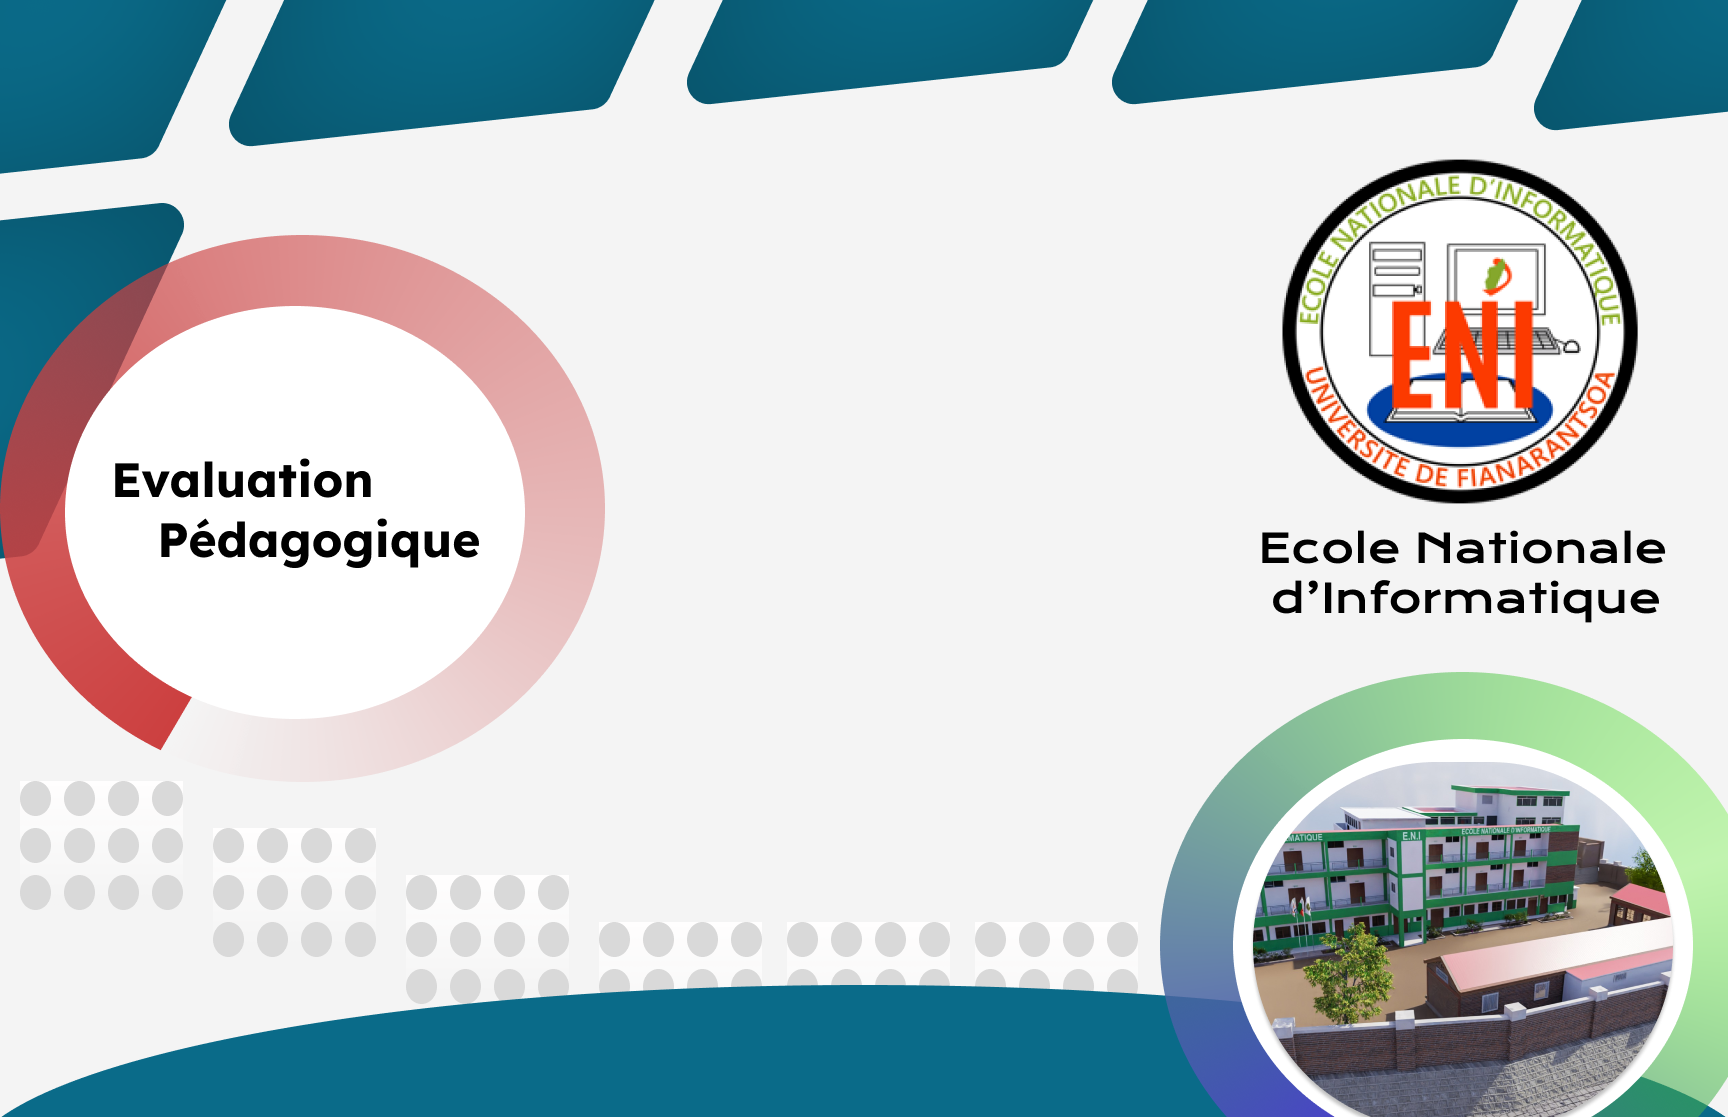 Evaluation
Pédagogique
ECOLE NATIONALE D'INFORMATIQUE
ENI
UNIVERSITE DE FIANARANTSOA
Ecole Nationale
d’Informatique
MATIQUE
E.N.I
ECOLE NATIONALE D'INFORMATIQUE